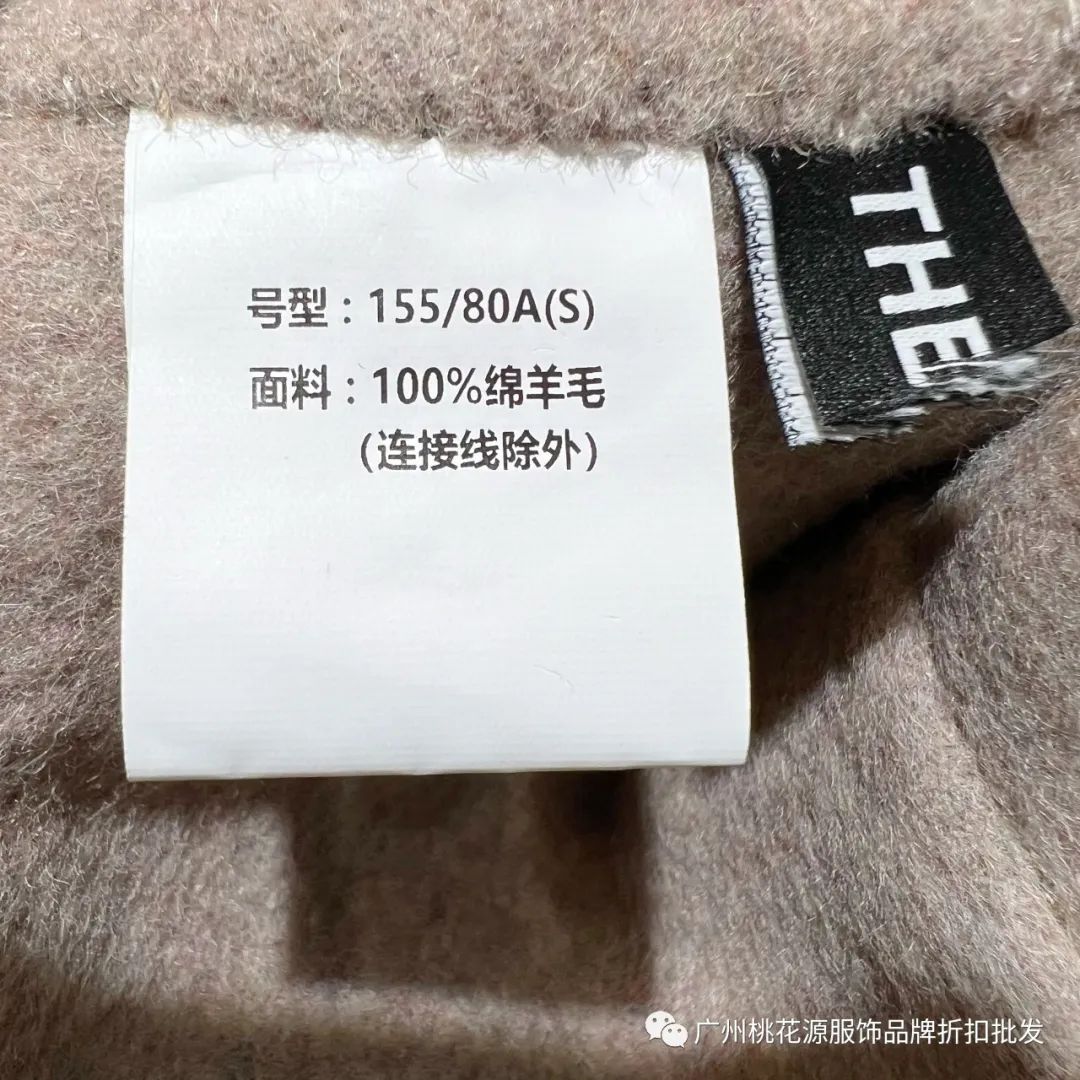 号型：155/80A(S)
面料：100%绵羊毛
(连接线除外)
THE
广州桃花源服饰品牌折扣批发